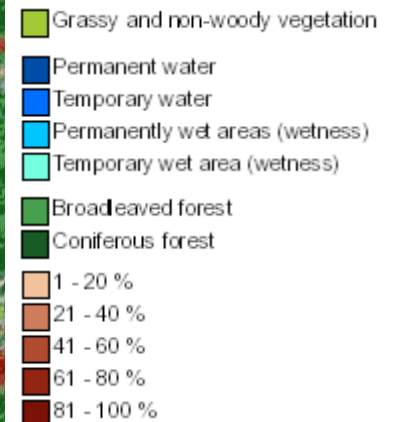 Grassy and non-woody vegetation
Permanent water
Temporary water
Permanently wet areas (wetness)
Temporary wet area (wetness)
Broadleaved forest
Coniferous forest
1 - 20 %
21 - 40 %
41 - 60 %
61 - 80 %
81 - 100 %